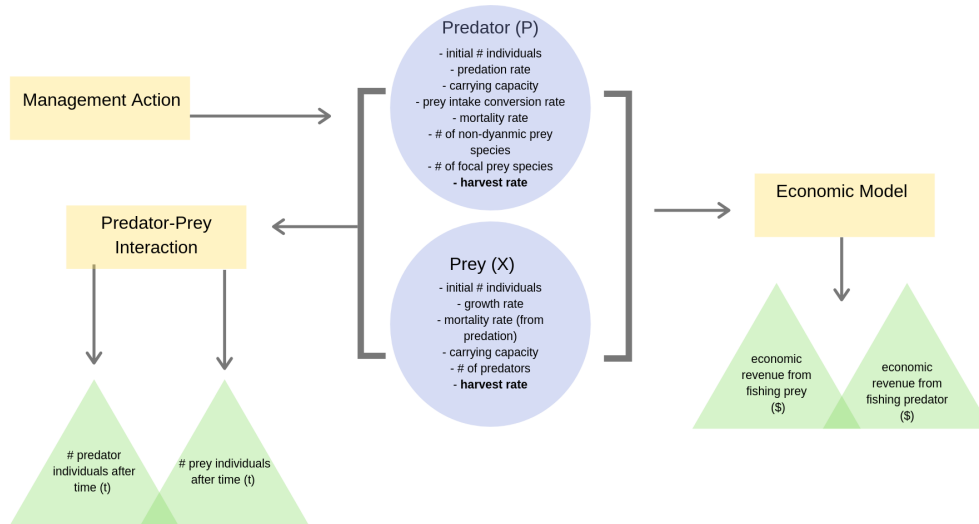 Management Action
Predator (P)
- initial # individuals
- predation rate
- carrying capacity
- prey intake conversion rate
- mortality rate
- # of non-dyanmic prey
species
- # of focal prey species
- harvest rate
Predator-Prey
Interaction
Prey (X)
- initial # individuals
- growth rate
- mortality rate (from
predation)
- carrying capacity
- # of predators
- harvest rate
Economic Model
# predator
individuals after
time (t)
# prey individuals
after time (t)
economic
revenue from
fishing prey
($)
economic
revenue from
fishing predator
($)